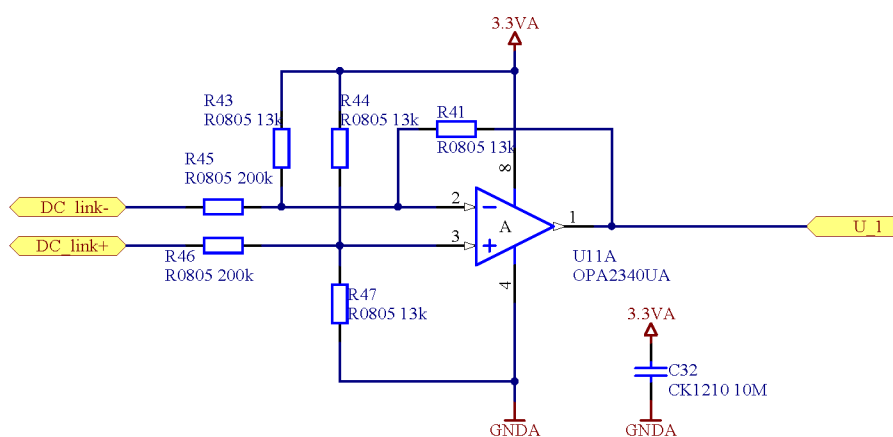 3.3VA
R43
R0805 13k
R44
R0805 13k
R41
R0805 13k
R45
R0805 200k
8
DC_link-
2
A
1
U_1
DC_link+
3
R46
R0805 200k
U11A
OPA2340UA
4
R47
R0805 13k
3.3VA
C32
CK1210 10M
GNDA
GNDA